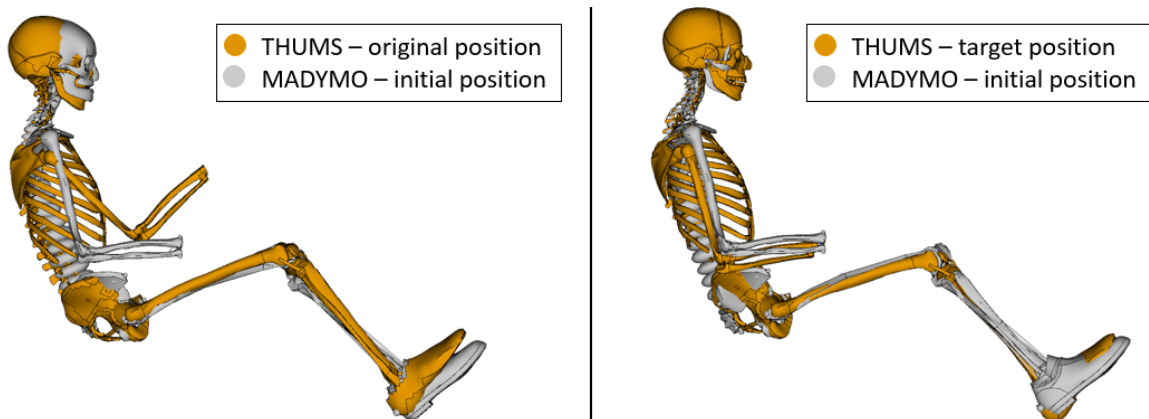 THUMS – original position
MADYMO – initial position
THUMS – target position
MADYMO – initial position